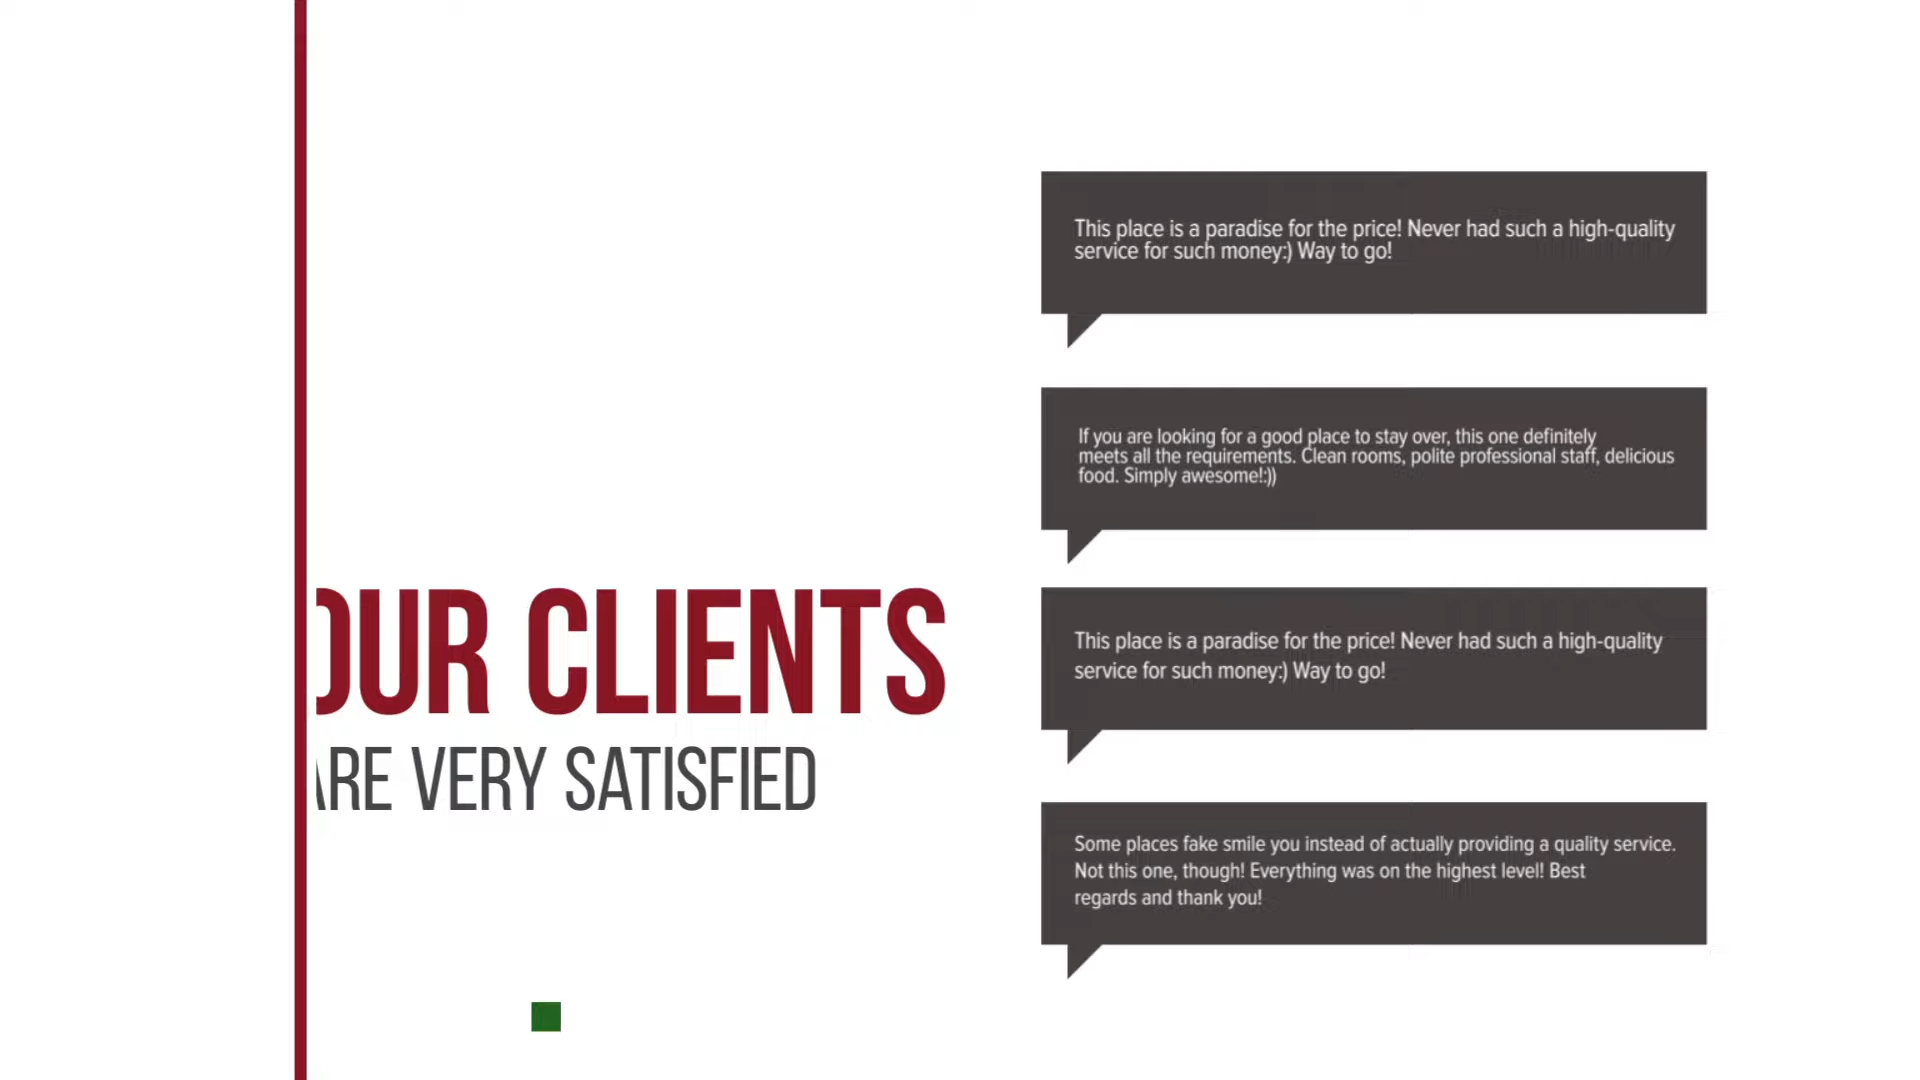 OUR CLIENTS
ARE VERY SATISFIED
This place is a paradise for the price! Never had such a high-quality
service for such money:) Way to go!
If you are looking for a good place to stay over, this one definitely
meets all the requirements. Clean rooms, polite professional staff, delicious
food. Simply awesome!:))
This place is a paradise for the price! Never had such a high-quality
service for such money:) Way to go!
Some places fake smile you instead of actually providing a quality service.
Not this one, though! Everything was on the highest level! Best
regards and thank you!